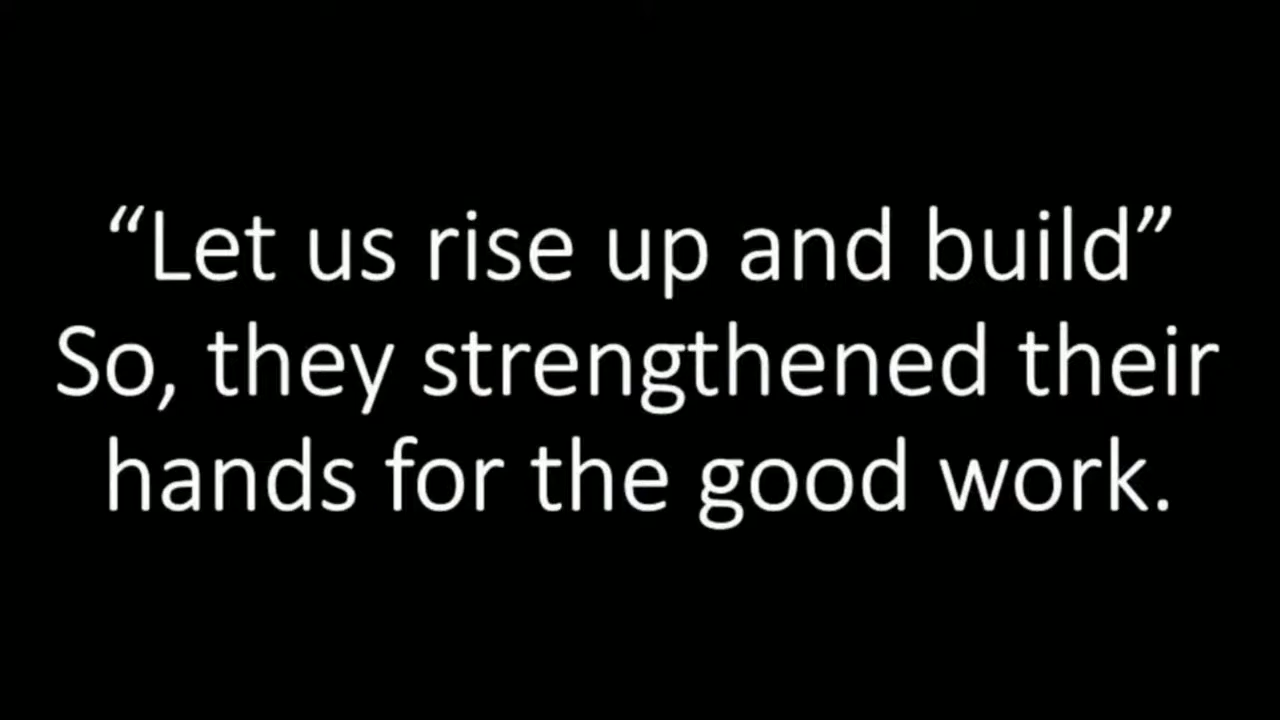 “Let us rise up and build”
So, they strengthened their
hands for the good work.